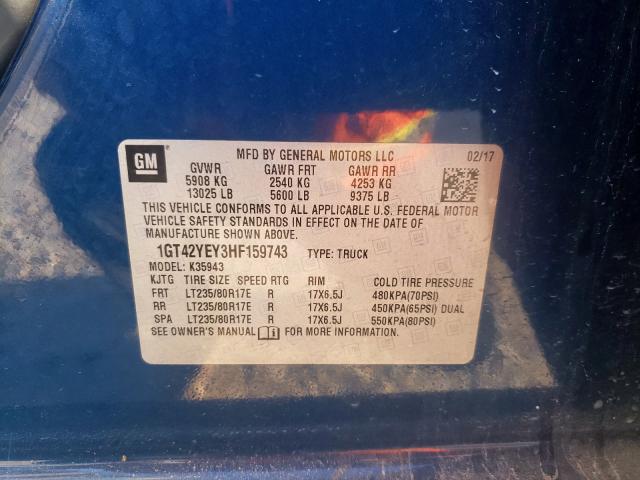 GM
MFD BY GENERAL MOTORS LLC 02/17
GVWR GAWR FRT GAWR RR
5908 KG 2540 KG 4253 KG
13025 LB 5600 LB 9375 LB
THIS VEHICLE CONFORMS TO ALL APPLICABLE U.S. FEDERAL MOTOR
VEHICLE SAFETY STANDARDS IN EFFECT ON THE DATE OF
MANUFACTURE SHOWN ABOVE.
1GT42YEY3HF159743 TYPE: TRUCK
MODEL: K35943
KJTG TIRE SIZE SPEED RTG RIM COLD TIRE PRESSURE
FRT LT235/80R17E R 17X6.5J 480KPA(70PSI)
RR LT235/80R17E R 17X6.5J 450KPA(65PSI) DUAL
SPA LT235/80R17E R 17X6.5J 550KPA(80PSI)
SEE OWNER'S MANUAL FOR MORE INFORMATION.